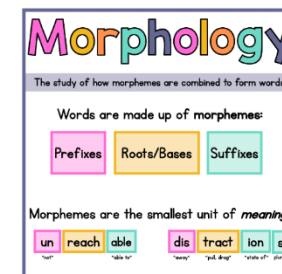 Morphology
The study of how morphemes are combined to form words
Words are made up of morphemes:
Prefixes Roots/Bases Suffixes
Morphemes are the smallest unit of meaning
un reach able dis tract ion s
"not" "able to" "away" "pull, drag" "state of"